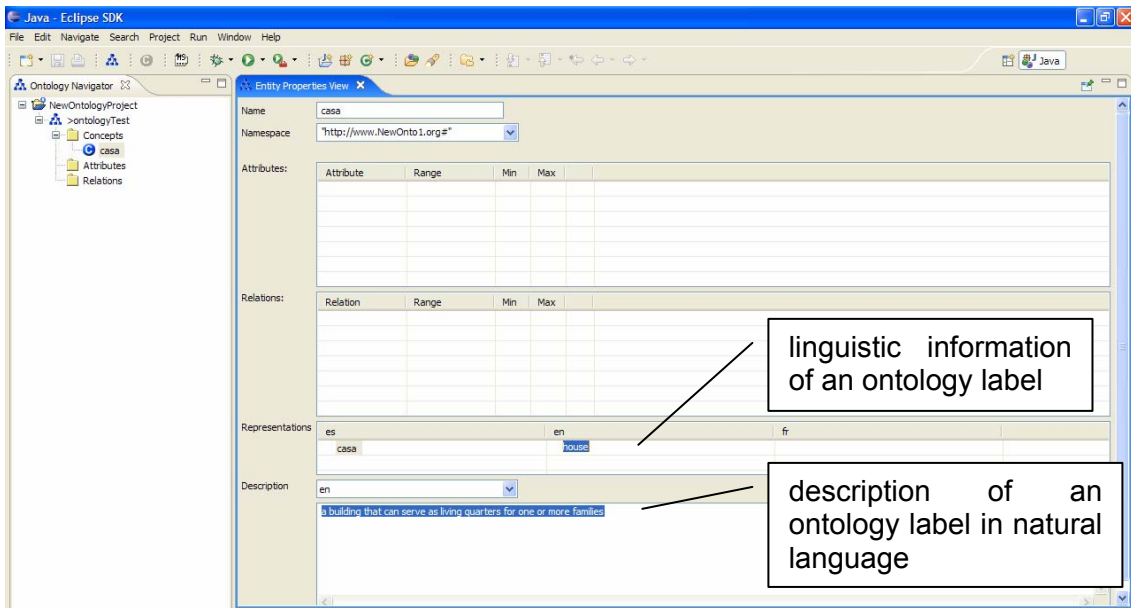 Java - Eclipse SDK
File Edit Navigate Search Project Run Window Help
Java
Ontology Navigator
Entity Properties View
NewOntologyProject
>ontologyTest
Concepts
casa
Attributes
Relations
Name casa
Namespace "http://www.NewOnto1.org#"
Attributes:
Attribute Range Min Max
Relations:
Relation Range Min Max
linguistic information
of an ontology label
Representations es en fr
casa house
Description en
a building that can serve as living quarters for one or more families
description of an
ontology label in natural
language